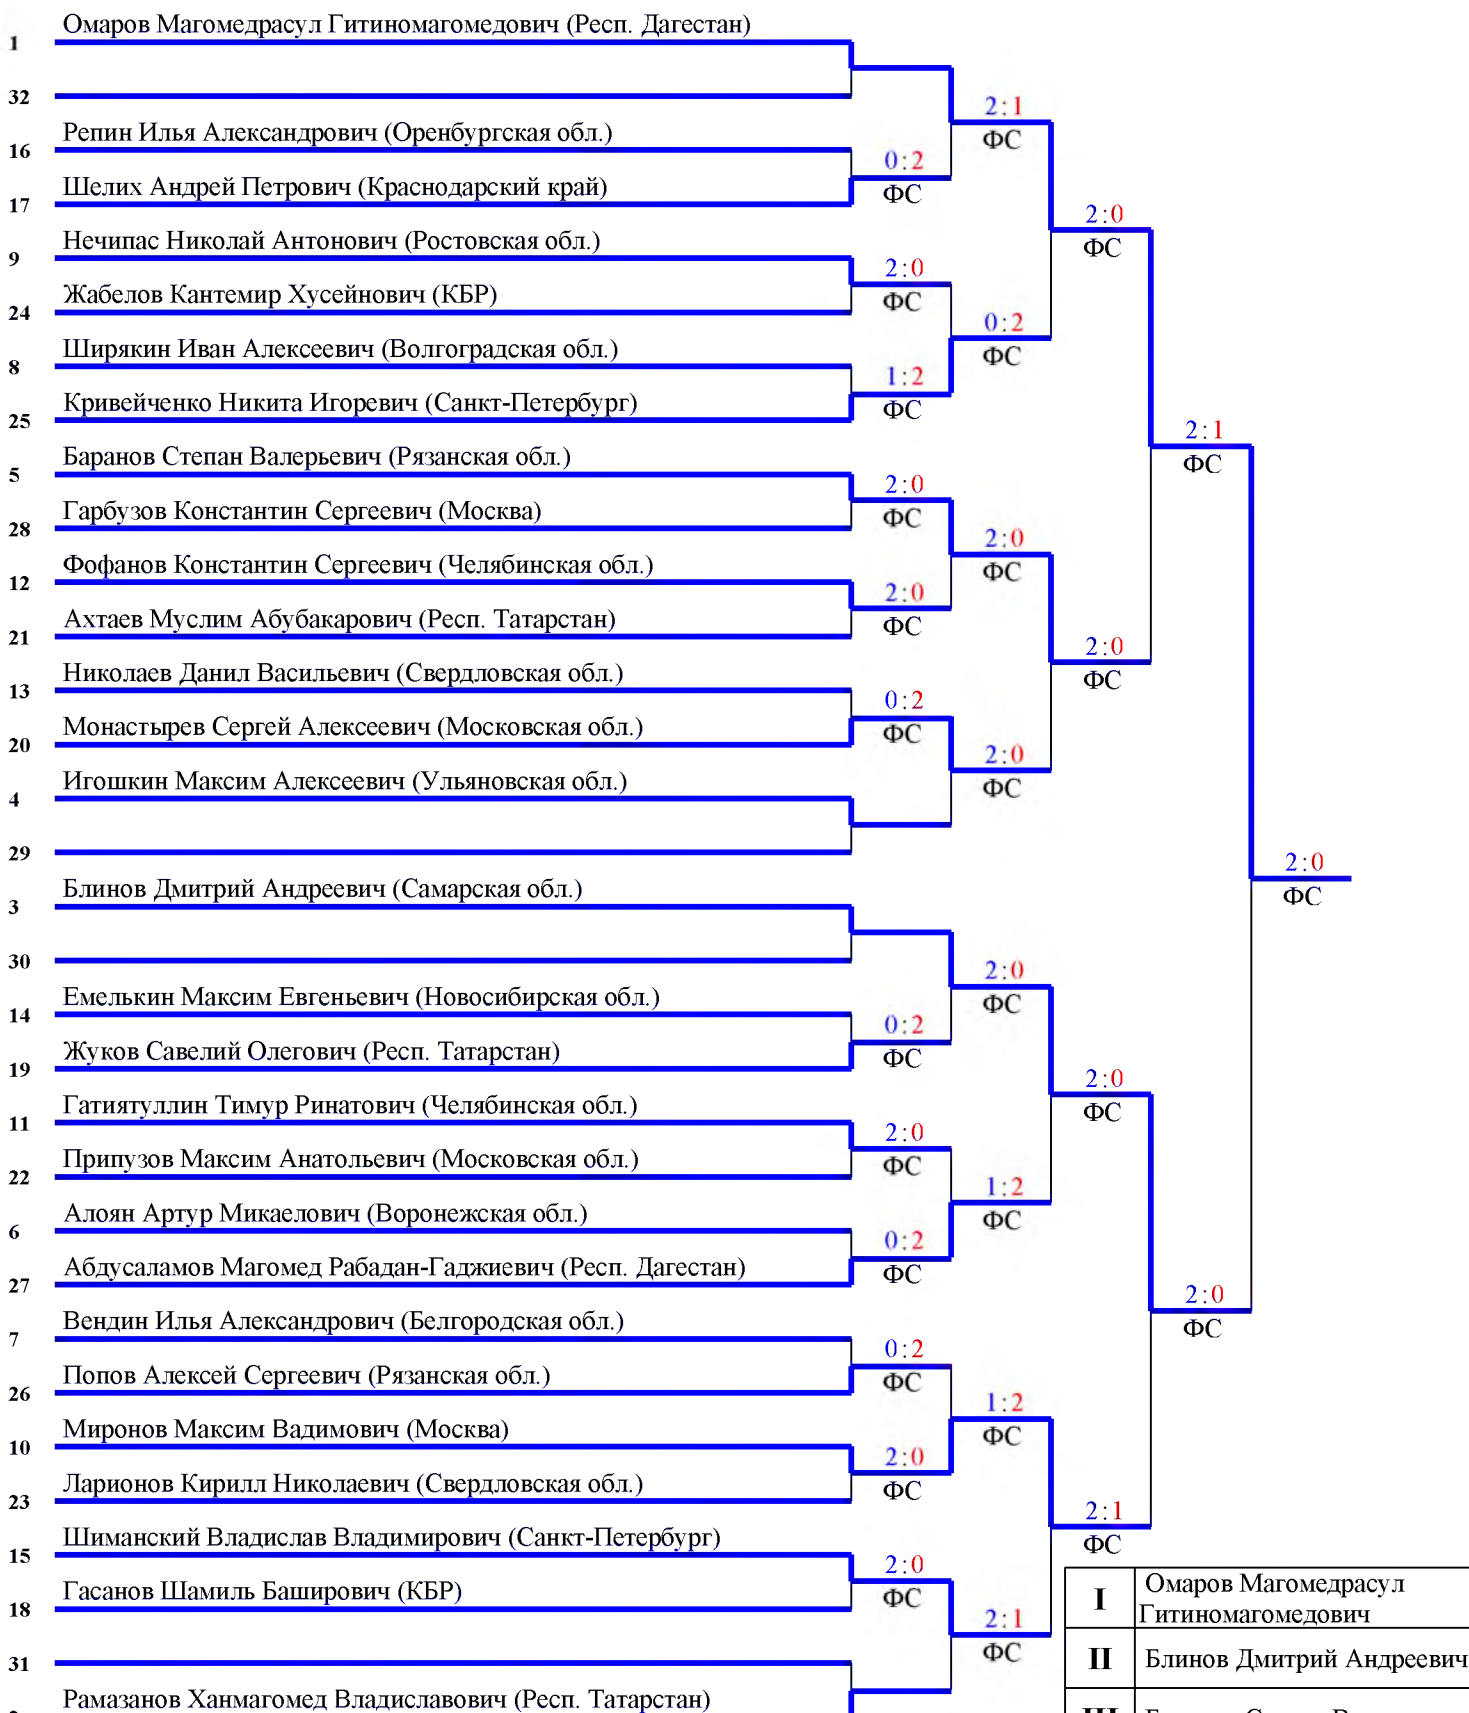 Омаров Магомедрасул Гитиномагомедович (Респ. Дагестан)
1
32
2:1
Репин Илья Александрович (Оренбургская обл.)
ФС
16
0:2
Шелих Андрей Петрович (Краснодарский край)
ФС
17
2:0
Нечипас Николай Антонович (Ростовская обл.)
ФС
9
2:0
Жабелов Кантемир Хусейнович (КБР)
ФС
24
0:2
Ширякин Иван Алексеевич (Волгоградская обл.)
ФС
8
1:2
Кривейченко Никита Игоревич (Санкт-Петербург)
ФС
25
2:1
Баранов Степан Валерьевич (Рязанская обл.)
ФС
5
2:0
Гарбузов Константин Сергеевич (Москва)
ФС
28
2:0
Фофанов Константин Сергеевич (Челябинская обл.)
ФС
12
2:0
Ахтаев Муслим Абубакарович (Респ. Татарстан)
ФС
21
2:0
Николаев Данил Васильевич (Свердловская обл.)
ФС
13
0:2
Монастырев Сергей Алексеевич (Московская обл.)
ФС
20
2:0
Игошкин Максим Алексеевич (Ульяновская обл.)
ФС
4
29
2:0
Блинов Дмитрий Андреевич (Самарская обл.)
ФС
3
30
2:0
Емелькин Максим Евгеньевич (Новосибирская обл.)
ФС
14
0:2
Жуков Савелий Олегович (Респ. Татарстан)
ФС
19
2:0
Гатиятуллин Тимур Ринатович (Челябинская обл.)
ФС
11
2:0
Припузов Максим Анатольевич (Московская обл.)
ФС
22
1:2
Алоян Артур Микаелович (Воронежская обл.)
ФС
6
0:2
Абдусаламов Магомед Рабадан-Гаджиевич (Респ. Дагестан)
ФС
27
2:0
Вендин Илья Александрович (Белгородская обл.)
ФС
7
0:2
Попов Алексей Сергеевич (Рязанская обл.)
ФС
26
1:2
Миронов Максим Вадимович (Москва)
ФС
10
2:0
Ларионов Кирилл Николаевич (Свердловская обл.)
ФС
23
2:1
Шиманский Владислав Владимирович (Санкт-Петербург)
ФС
15
2:0
Гасанов Шамиль Баширович (КБР)
ФС
18
2:1
ФС
31
Рамазанов Ханмагомед Владиславович (Респ. Татарстан)
I Омаров Магомедрасул
Гитиномагомедович
II Блинов Дмитрий Андреевич
III